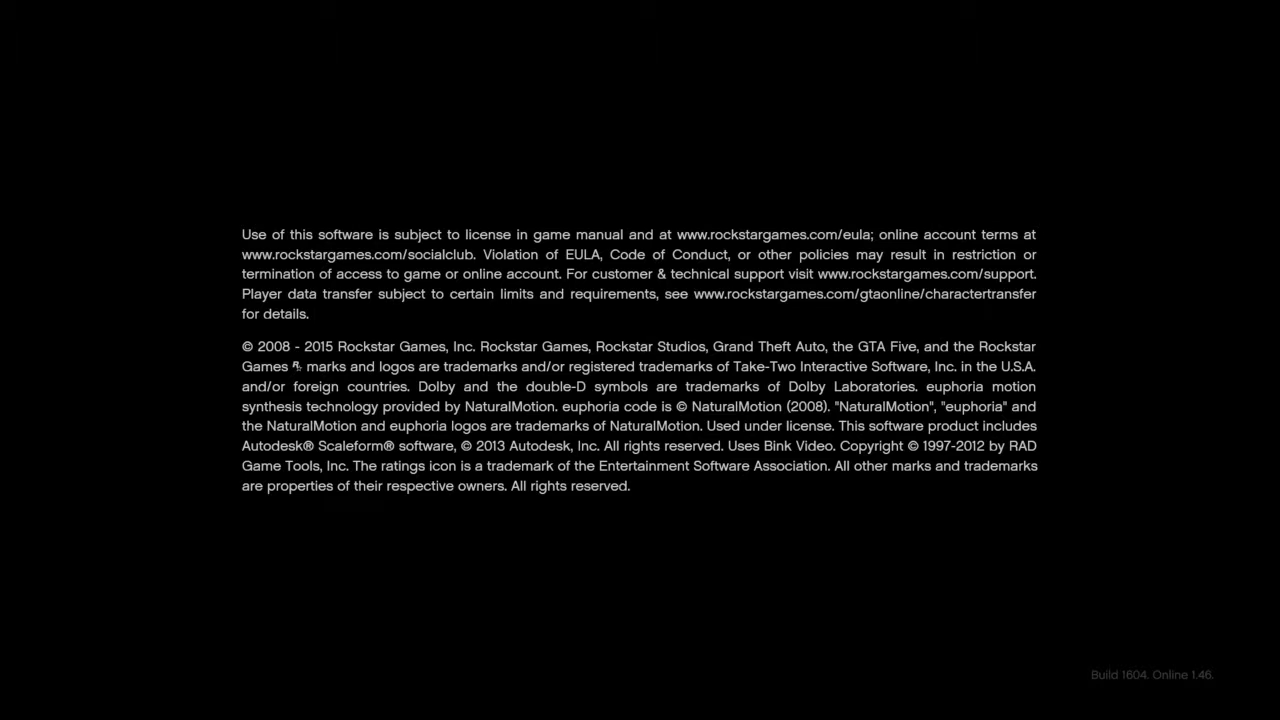 Use of this software is subject to license in game manual and at www.rockstargames.com/eula; online account terms at
www.rockstargames.com/socialclub. Violation of EULA, Code of Conduct, or other policies may result in restriction or
termination of access to game or online account. For customer & technical support visit www.rockstargames.com/support.
Player data transfer subject to certain limits and requirements, see www.rockstargames.com/gtaonline/charactertransfer
for details.
© 2008 - 2015 Rockstar Games, Inc. Rockstar Games, Rockstar Studios, Grand Theft Auto, the GTA Five, and the Rockstar
Games R* marks and logos are trademarks and/or registered trademarks of Take-Two Interactive Software, Inc. in the U.S.A.
and/or foreign countries. Dolby and the double-D symbols are trademarks of Dolby Laboratories. euphoria motion
synthesis technology provided by NaturalMotion. euphoria code is © NaturalMotion (2008). "NaturalMotion", "euphoria" and
the NaturalMotion and euphoria logos are trademarks of NaturalMotion. Used under license. This software product includes
Autodesk® Scaleform® software, © 2013 Autodesk, Inc. All rights reserved. Uses Bink Video. Copyright © 1997-2012 by RAD
Game Tools, Inc. The ratings icon is a trademark of the Entertainment Software Association. All other marks and trademarks
are properties of their respective owners. All rights reserved.
Build 1604. Online 1.46.